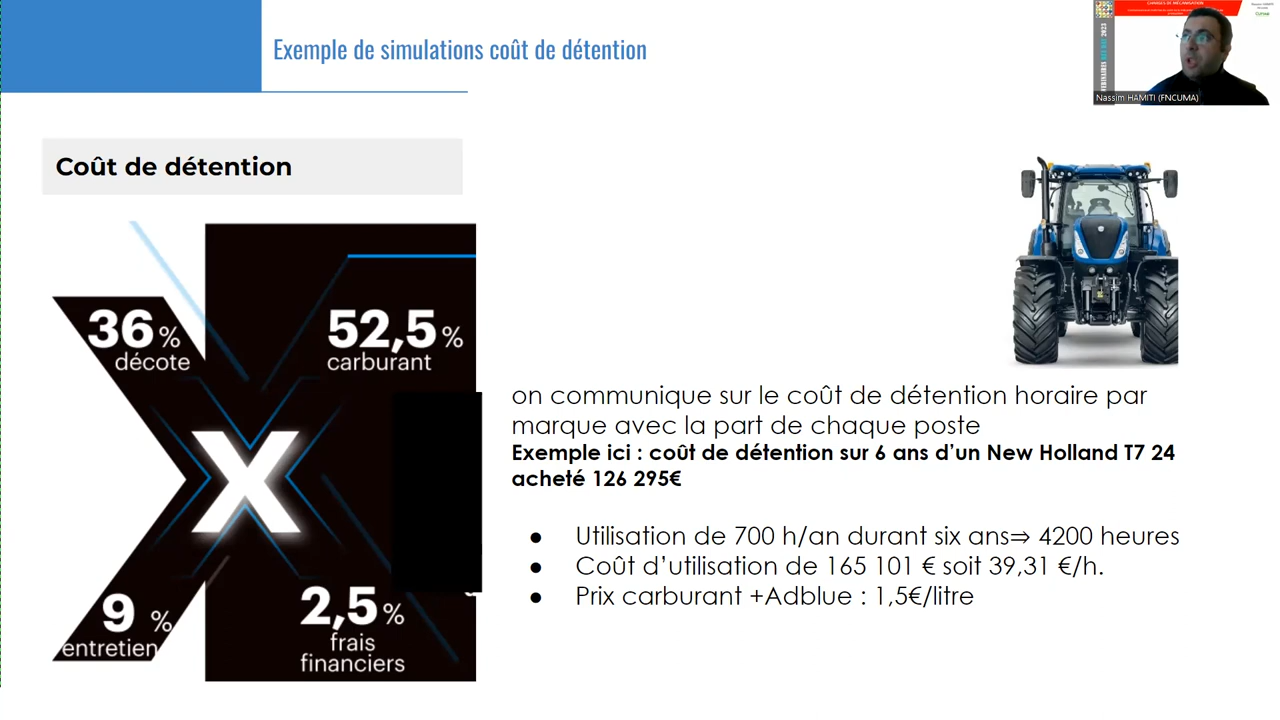 Exemple de simulations coût de détention
Nassim HAMITI (FNCUMA)
Coût de détention
36 %
décote
52,5 %
carburant
X
9 %
entretien
2,5 %
frais
financiers
on communique sur le coût de détention horaire par
marque avec la part de chaque poste
Exemple ici : coût de détention sur 6 ans d’un New Holland T7 24
acheté 126 295€
● Utilisation de 700 h/an durant six ans⇒ 4200 heures
● Coût d’utilisation de 165 101 € soit 39,31 €/h.
● Prix carburant +Adblue : 1,5€/litre